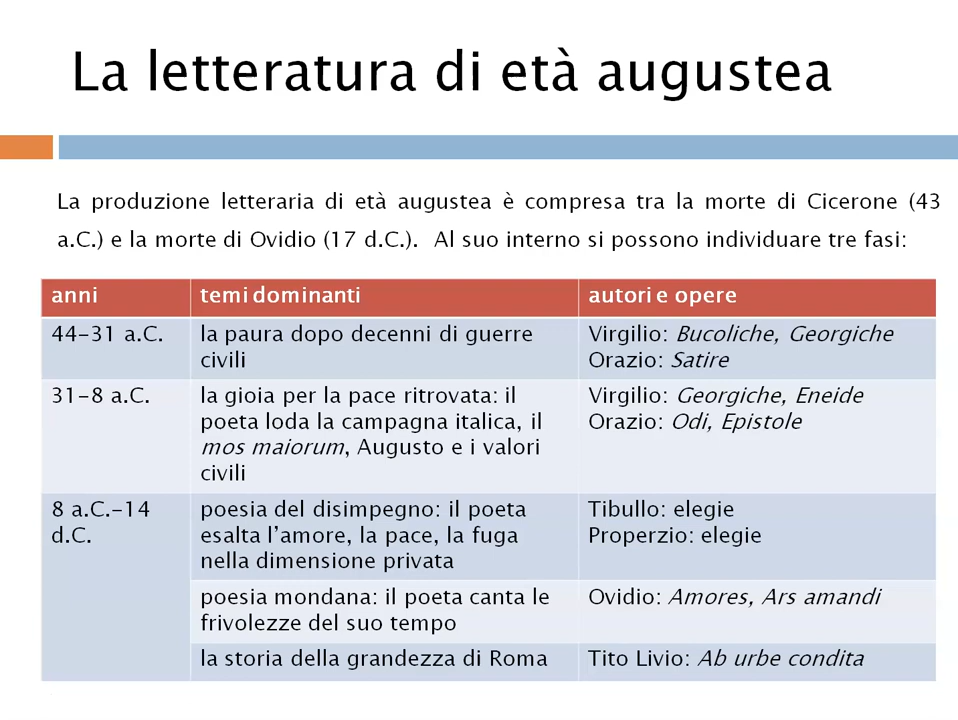 La letteratura di età augustea
La produzione letteraria di età augustea è compresa tra la morte di Cicerone (43
a.C.) e la morte di Ovidio (17 d.C.). Al suo interno si possono individuare tre fasi:
anni temi dominanti autori e opere
44-31 a.C. la paura dopo decenni di guerre Virgilio: Bucoliche, Georgiche
civili Orazio: Satire
31-8 a.C. la gioia per la pace ritrovata: il Virgilio: Georgiche, Eneide
poeta loda la campagna italica, il Orazio: Odi, Epistole
mos maiorum, Augusto e i valori
civili
8 a.C.-14 poesia del disimpegno: il poeta Tibullo: elegie
d.C. esalta l'amore, la pace, la fuga Properzio: elegie
nella dimensione privata
poesia mondana: il poeta canta le Ovidio: Amores, Ars amandi
frivolezze del suo tempo
la storia della grandezza di Roma Tito Livio: Ab urbe condita